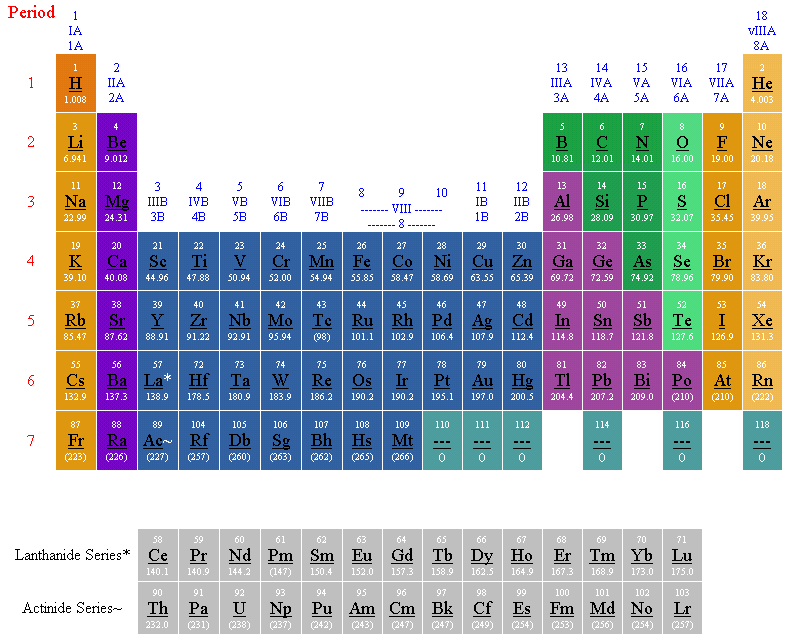 Period
1
IA
1A
18
vIIIA
8A
2
IIA
2A
13
IIIA
3A
14
IVA
4A
15
VA
5A
16
VIA
6A
17
VIIA
7A
1
1 2
H He
1.008 4.003
2
3 4 5 6 7 8 9 10
Li Be B C N O F Ne
6.941 9.012 10.81 12.01 14.01 16.00 19.00 20.18
3
IIIB
3B
4
IVB
4B
5
VB
5B
6
VIB
6B
7
VIIB
7B
8 9 10
------- VIII -------
------- 8 -------
11
IB
1B
12
IIB
2B
3
11 12 13 14 15 16 17 18
Na Mg Al Si P S Cl Ar
22.99 24.31 26.98 28.09 30.97 32.07 35.45 39.95
4
19 20 21 22 23 24 25 26 27 28 29 30 31 32 33 34 35 36
K Ca Sc Ti V Cr Mn Fe Co Ni Cu Zn Ga Ge As Se Br Kr
39.10 40.08 44.96 47.88 50.94 52.00 54.94 55.85 58.47 58.69 63.55 65.39 69.72 72.59 74.92 78.96 79.90 83.80
5
37 38 39 40 41 42 43 44 45 46 47 48 49 50 51 52 53 54
Rb Sr Y Zr Nb Mo Tc Ru Rh Pd Ag Cd In Sn Sb Te I Xe
85.47 87.62 88.91 91.22 92.91 95.94 (98) 101.1 102.9 106.4 107.9 112.4 114.8 118.7 121.8 127.6 126.9 131.3
6
55 56 57 72 73 74 75 76 77 78 79 80 81 82 83 84 85 86
Cs Ba La* Hf Ta W Re Os Ir Pt Au Hg Tl Pb Bi Po At Rn
132.9 137.3 138.9 178.5 180.9 183.9 186.2 190.2 190.2 195.1 197.0 200.5 204.4 207.2 209.0 (210) (210) (222)
7
87 88 89 104 105 106 107 108 109 110 111 112 114 116 118
Fr Ra Ac~ Rf Db Sg Bh Hs Mt --- --- --- --- --- ---
(223) (226) (227) (257) (260) (263) (262) (265) (266) 0 0 0 0 0 0
Lanthanide Series*
58 59 60 61 62 63 64 65 66 67 68 69 70 71
Ce Pr Nd Pm Sm Eu Gd Tb Dy Ho Er Tm Yb Lu
140.1 140.9 144.2 (147) 150.4 152.0 157.3 158.9 162.5 164.9 167.3 168.9 173.0 175.0
Actinide Series~
90 91 92 93 94 95 96 97 98 99 100 101 102 103
Th Pa U Np Pu Am Cm Bk Cf Es Fm Md No Lr
232.0 (231) (238) (237) (242) (243) (247) (247) (249) (254) (253) (256) (254) (257)